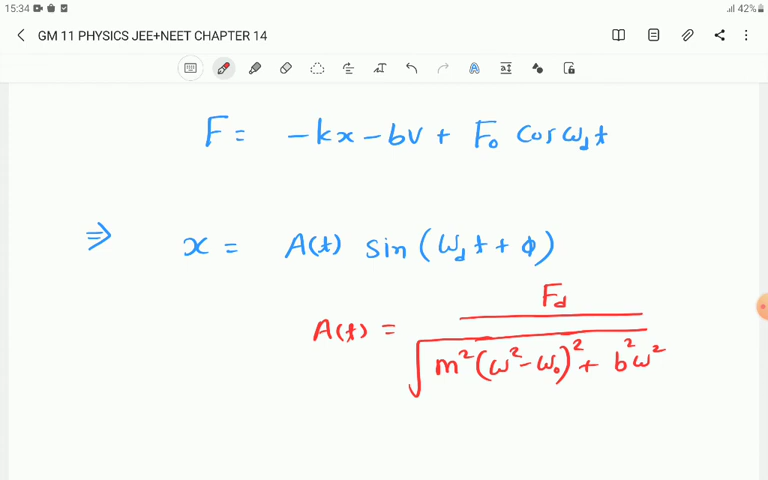 15:34 42%
GM 11 PHYSICS JEE+NEET CHAPTER 14
F = -kx - bv + F₀ cos ω_d t
⇒ x = A(t) sin (ω_d t + φ)
A(t) = F_d / √(m²(ω² - ω₀)² + b²ω²)